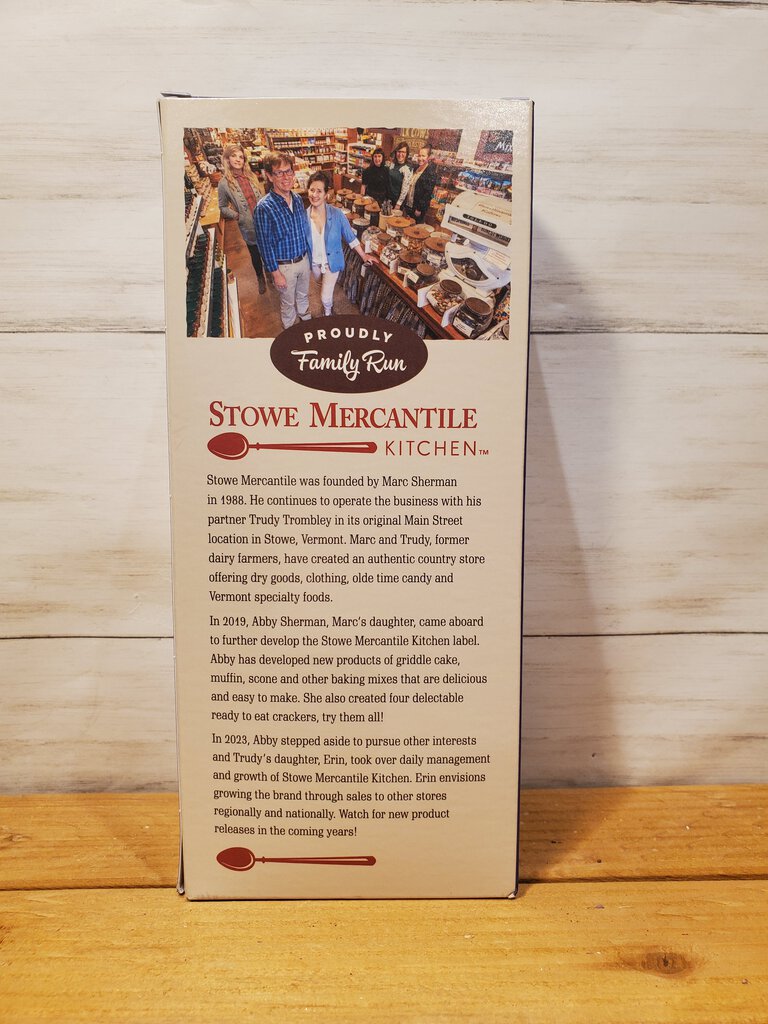 PROUDLY
Family Run
STOWE MERCANTILE
KITCHEN™
Stowe Mercantile was founded by Marc Sherman
in 1988. He continues to operate the business with his
partner Trudy Trombley in its original Main Street
location in Stowe, Vermont. Marc and Trudy, former
dairy farmers, have created an authentic country store
offering dry goods, clothing, olde time candy and
Vermont specialty foods.
In 2019, Abby Sherman, Marc's daughter, came aboard
to further develop the Stowe Mercantile Kitchen label.
Abby has developed new products of griddle cake,
muffin, scone and other baking mixes that are delicious
and easy to make. She also created four delectable
ready to eat crackers, try them all!
In 2023, Abby stepped aside to pursue other interests
and Trudy's daughter, Erin, took over daily management
and growth of Stowe Mercantile Kitchen. Erin envisions
growing the brand through sales to other stores
regionally and nationally. Watch for new product
releases in the coming years!